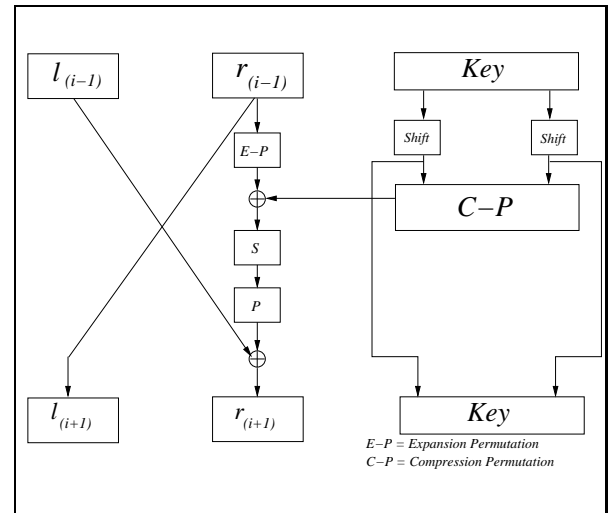 l (i−1)
r (i−1)
Key
Shift
Shift
E−P
C−P
S
P
l (i+1)
r (i+1)
Key
E−P = Expansion Permutation
C−P = Compression Permutation